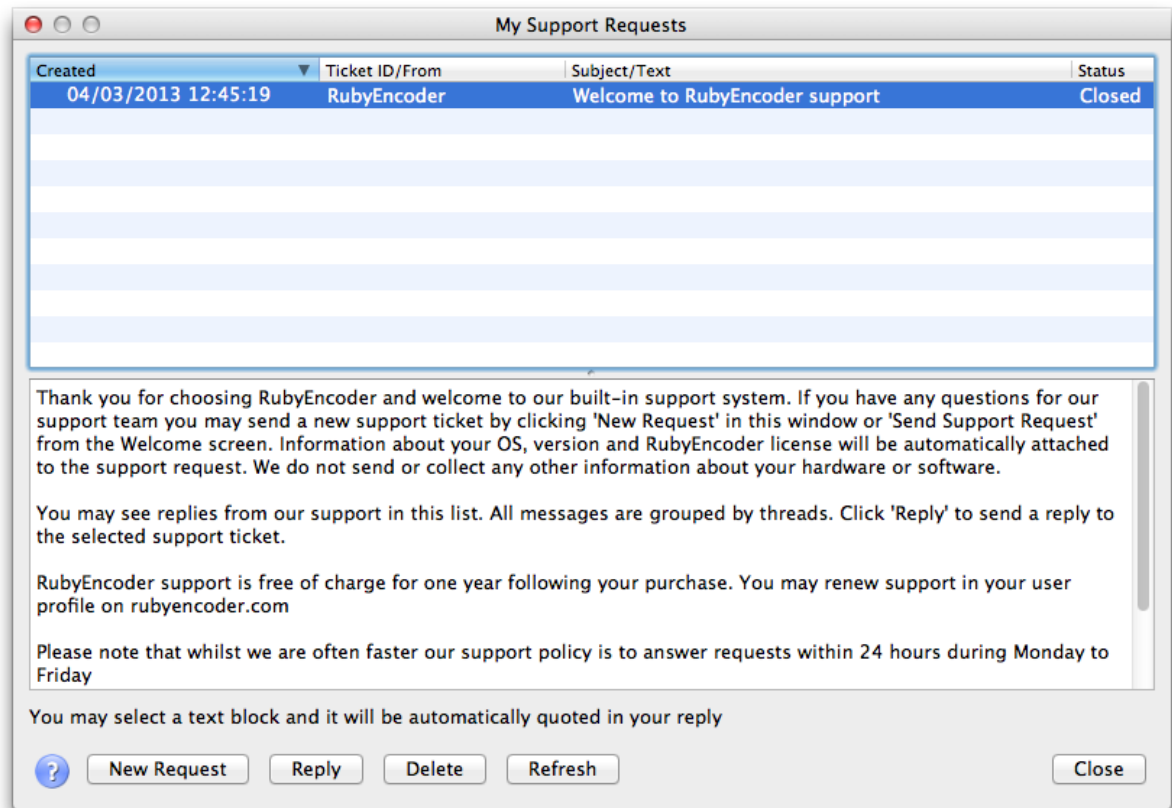 My Support Requests
Created Ticket ID/From Subject/Text Status
04/03/2013 12:45:19 RubyEncoder Welcome to RubyEncoder support Closed
Thank you for choosing RubyEncoder and welcome to our built-in support system. If you have any questions for our
support team you may send a new support ticket by clicking 'New Request' in this window or 'Send Support Request'
from the Welcome screen. Information about your OS, version and RubyEncoder license will be automatically attached
to the support request. We do not send or collect any other information about your hardware or software.
You may see replies from our support in this list. All messages are grouped by threads. Click 'Reply' to send a reply to
the selected support ticket.
RubyEncoder support is free of charge for one year following your purchase. You may renew support in your user
profile on rubyencoder.com
Please note that whilst we are often faster our support policy is to answer requests within 24 hours during Monday to
Friday
You may select a text block and it will be automatically quoted in your reply
? New Request Reply Delete Refresh Close